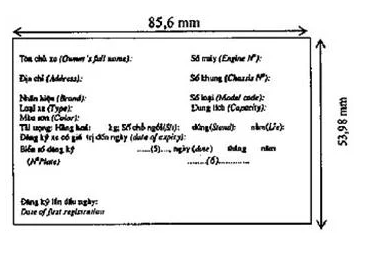 85,6 mm
Tên chủ xe (Owner's full name): Số máy (Engine Nº):
Địa chỉ (Address): Số khung (Chassis Nº):
Nhãn hiệu (Brand): Số loại (Model code):
Loại xe (Type): Dung tích (Capacity):
Màu sơn (Color):
Tải trọng: Hàng hoá: kg; Số chỗ ngồi(Sit): đứng(Stand): nằm(Lie):
Đăng ký xe có giá trị đến ngày (date of expiry):
Biển số đăng ký ......(5)...., ngày (date) tháng năm
(NºPlate) ........(6)............
Đăng ký lần đầu ngày:
Date of first registration
53,98 mm